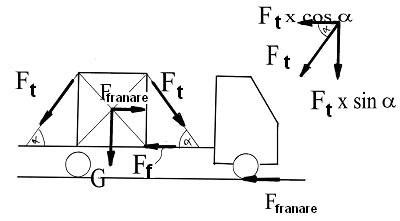 Ft x cos α
α
Ft
Ft x sin α
Ft
Ffranare
Ft
α
α
Ff
G
Ffranare